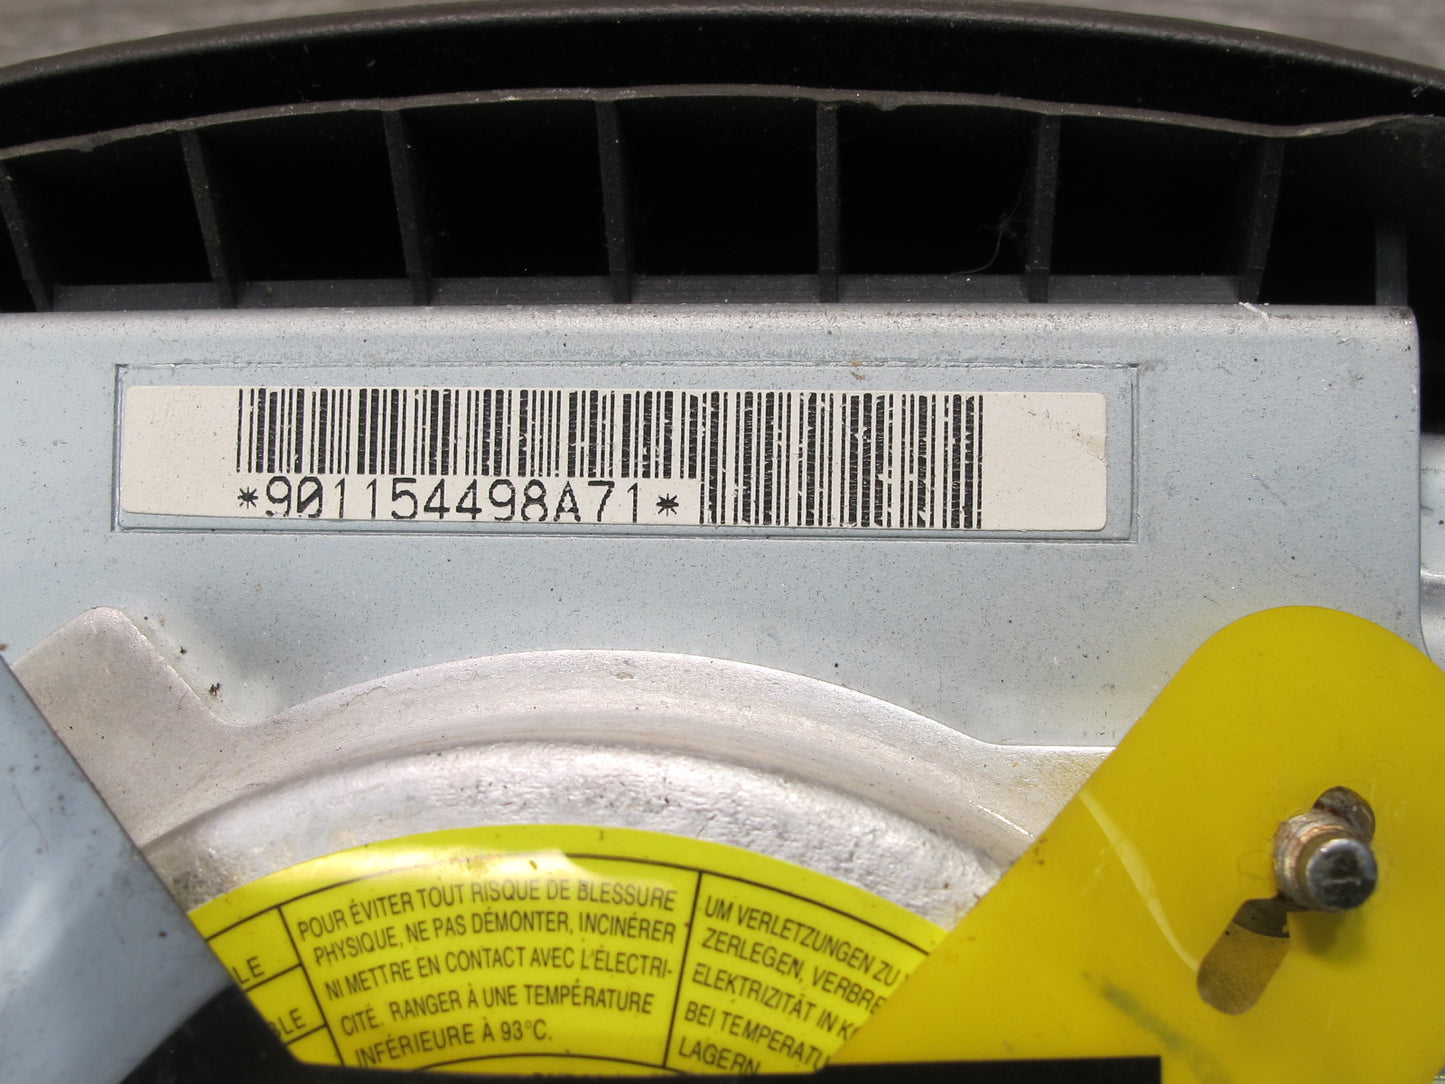 *901154498A71*
POUR ÉVITER TOUT RISQUE DE BLESSURE
PHYSIQUE, NE PAS DÉMONTER, INCINÉRER
NI METTRE EN CONTACT AVEC L'ÉLECTRI-
CITÉ. RANGER À UNE TEMPÉRATURE
INFÉRIEURE À 93°C.
UM VERLETZUNGEN ZU
ZERLEGEN, VERBRE
ELEKTRIZITÄT IN K
BEI TEMPERATU
LAGERN